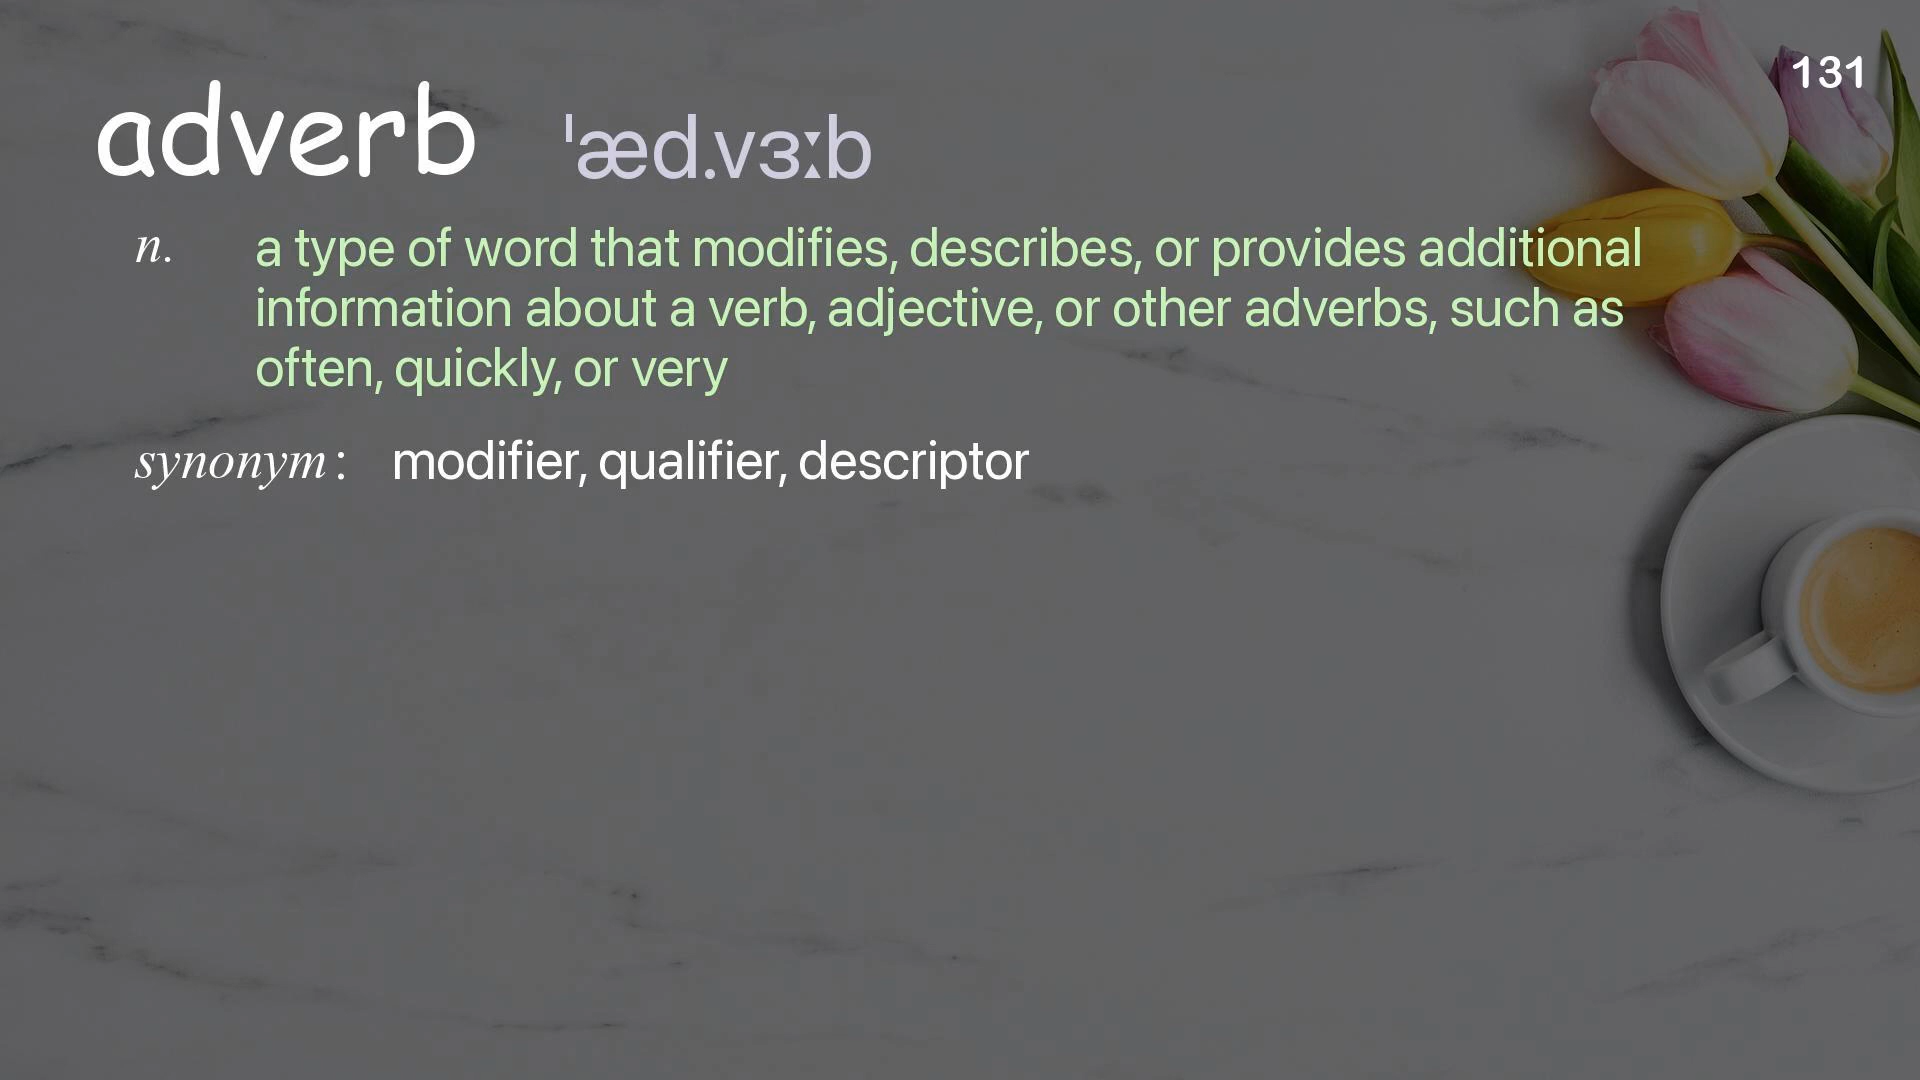 131
adverb ˈæd.vɜːb
n. a type of word that modifies, describes, or provides additional
information about a verb, adjective, or other adverbs, such as
often, quickly, or very
synonym: modifier, qualifier, descriptor